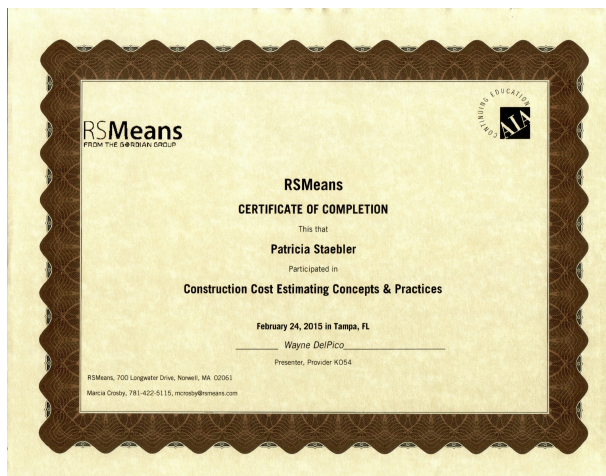 RSMeans
FROM THE GORDIAN GROUP
CONTINUING EDUCATION
AIA
RSMeans
CERTIFICATE OF COMPLETION
This that
Patricia Staebler
Participated in
Construction Cost Estimating Concepts & Practices
February 24, 2015 in Tampa, FL
Wayne DelPico
Presenter, Provider K054
RSMeans, 700 Longwater Drive, Norwell, MA 02061
Marcia Crosby, 781-422-5115, mcrosby@rsmeans.com